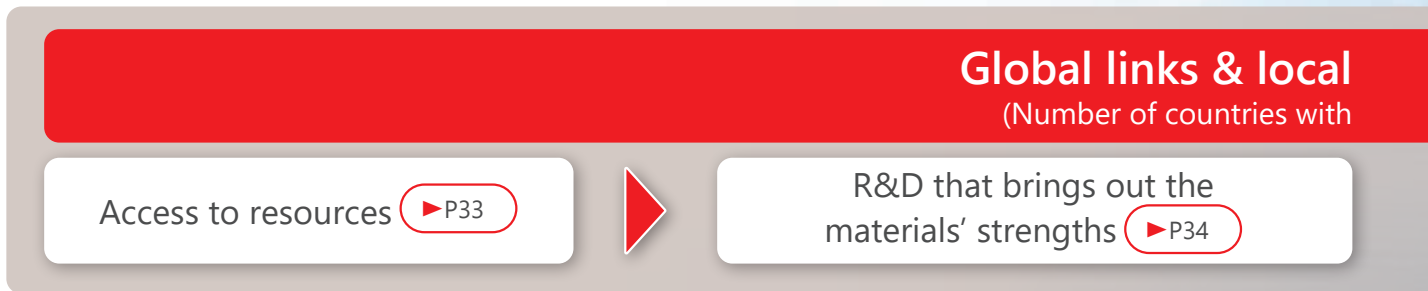 Global links & local
(Number of countries with
Access to resources ►P33
R&D that brings out the
materials’ strengths ►P34